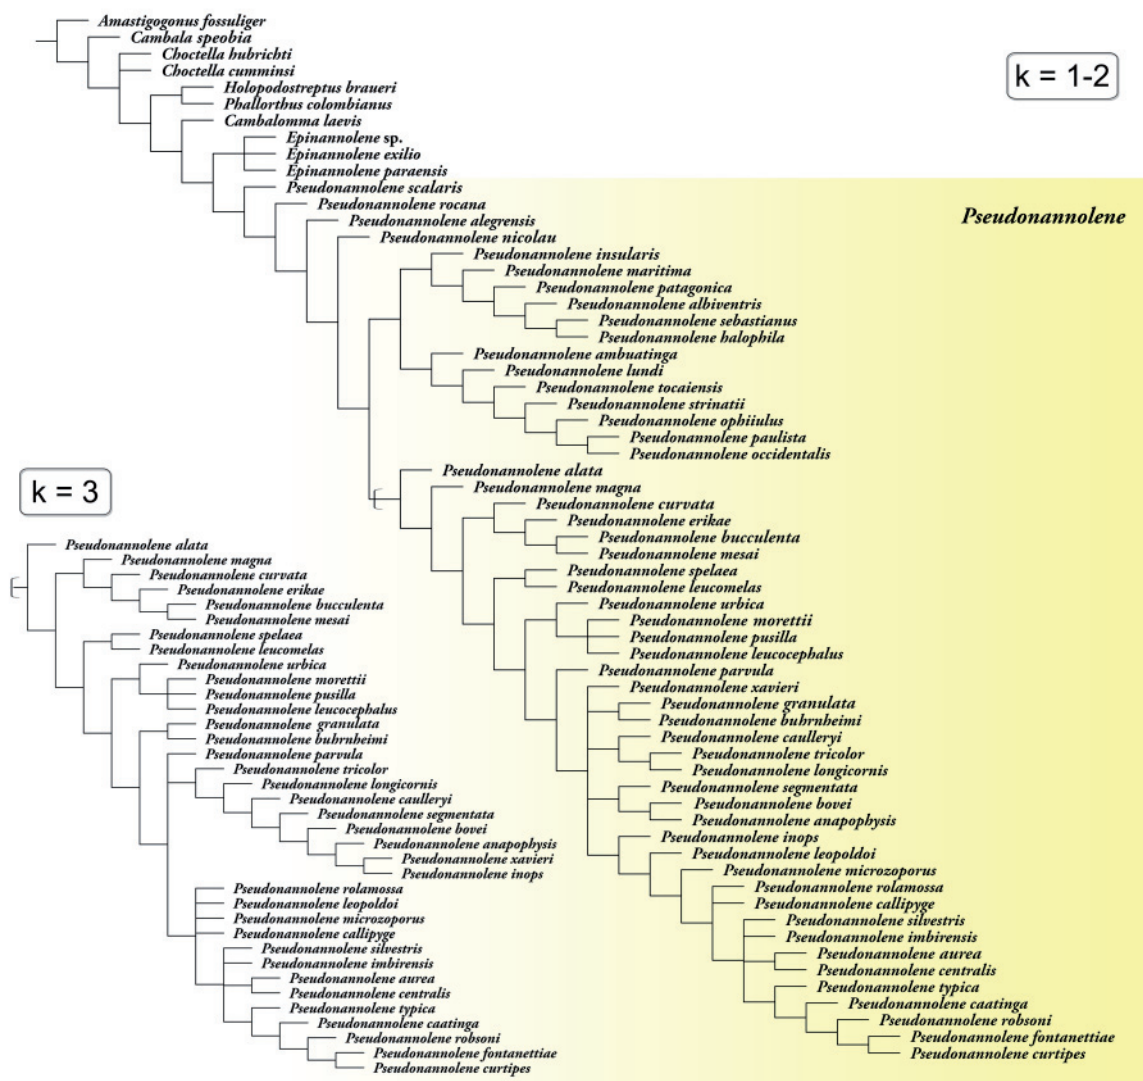 Amastigogonus fossuliger
Cambala speobia
Choctella hubrichti
Choctella cumminsi
Holopodostreptus braueri
Phallorthus colombianus
Cambalomma laevis
Epinannolene sp.
Epinannolene exilio
Epinannolene paraensis
Pseudonannolene scalaris
Pseudonannolene rocana
Pseudonannolene alegrensis
Pseudonannolene nicolau
Pseudonannolene insularis
Pseudonannolene maritima
Pseudonannolene patagonica
Pseudonannolene albiventris
Pseudonannolene sebastianus
Pseudonannolene halophila
Pseudonannolene ambuatinga
Pseudonannolene lundi
Pseudonannolene tocaiensis
Pseudonannolene strinatii
Pseudonannolene ophiiulus
Pseudonannolene paulista
Pseudonannolene occidentalis
Pseudonannolene alata
Pseudonannolene magna
Pseudonannolene curvata
Pseudonannolene erikae
Pseudonannolene bucculenta
Pseudonannolene mesai
Pseudonannolene spelaea
Pseudonannolene leucomelas
Pseudonannolene urbica
Pseudonannolene morettii
Pseudonannolene pusilla
Pseudonannolene leucocephalus
Pseudonannolene parvula
Pseudonannolene xavieri
Pseudonannolene granulata
Pseudonannolene buhrnheimi
Pseudonannolene caulleryi
Pseudonannolene tricolor
Pseudonannolene longicornis
Pseudonannolene segmentata
Pseudonannolene bovei
Pseudonannolene anapophysis
Pseudonannolene inops
Pseudonannolene leopoldoi
Pseudonannolene microzoporus
Pseudonannolene rolamossa
Pseudonannolene callipyge
Pseudonannolene silvestris
Pseudonannolene imbirensis
Pseudonannolene aurea
Pseudonannolene centralis
Pseudonannolene typica
Pseudonannolene caatinga
Pseudonannolene robsoni
Pseudonannolene fontanettiae
Pseudonannolene curtipes
k = 1-2
Pseudonannolene
k = 3
Pseudonannolene alata
Pseudonannolene magna
Pseudonannolene curvata
Pseudonannolene erikae
Pseudonannolene bucculenta
Pseudonannolene mesai
Pseudonannolene spelaea
Pseudonannolene leucomelas
Pseudonannolene urbica
Pseudonannolene morettii
Pseudonannolene pusilla
Pseudonannolene leucocephalus
Pseudonannolene granulata
Pseudonannolene buhrnheimi
Pseudonannolene parvula
Pseudonannolene tricolor
Pseudonannolene longicornis
Pseudonannolene caulleryi
Pseudonannolene segmentata
Pseudonannolene bovei
Pseudonannolene anapophysis
Pseudonannolene xavieri
Pseudonannolene inops
Pseudonannolene rolamossa
Pseudonannolene leopoldoi
Pseudonannolene microzoporus
Pseudonannolene callipyge
Pseudonannolene silvestris
Pseudonannolene imbirensis
Pseudonannolene aurea
Pseudonannolene centralis
Pseudonannolene typica
Pseudonannolene caatinga
Pseudonannolene robsoni
Pseudonannolene fontanettiae
Pseudonannolene curtipes